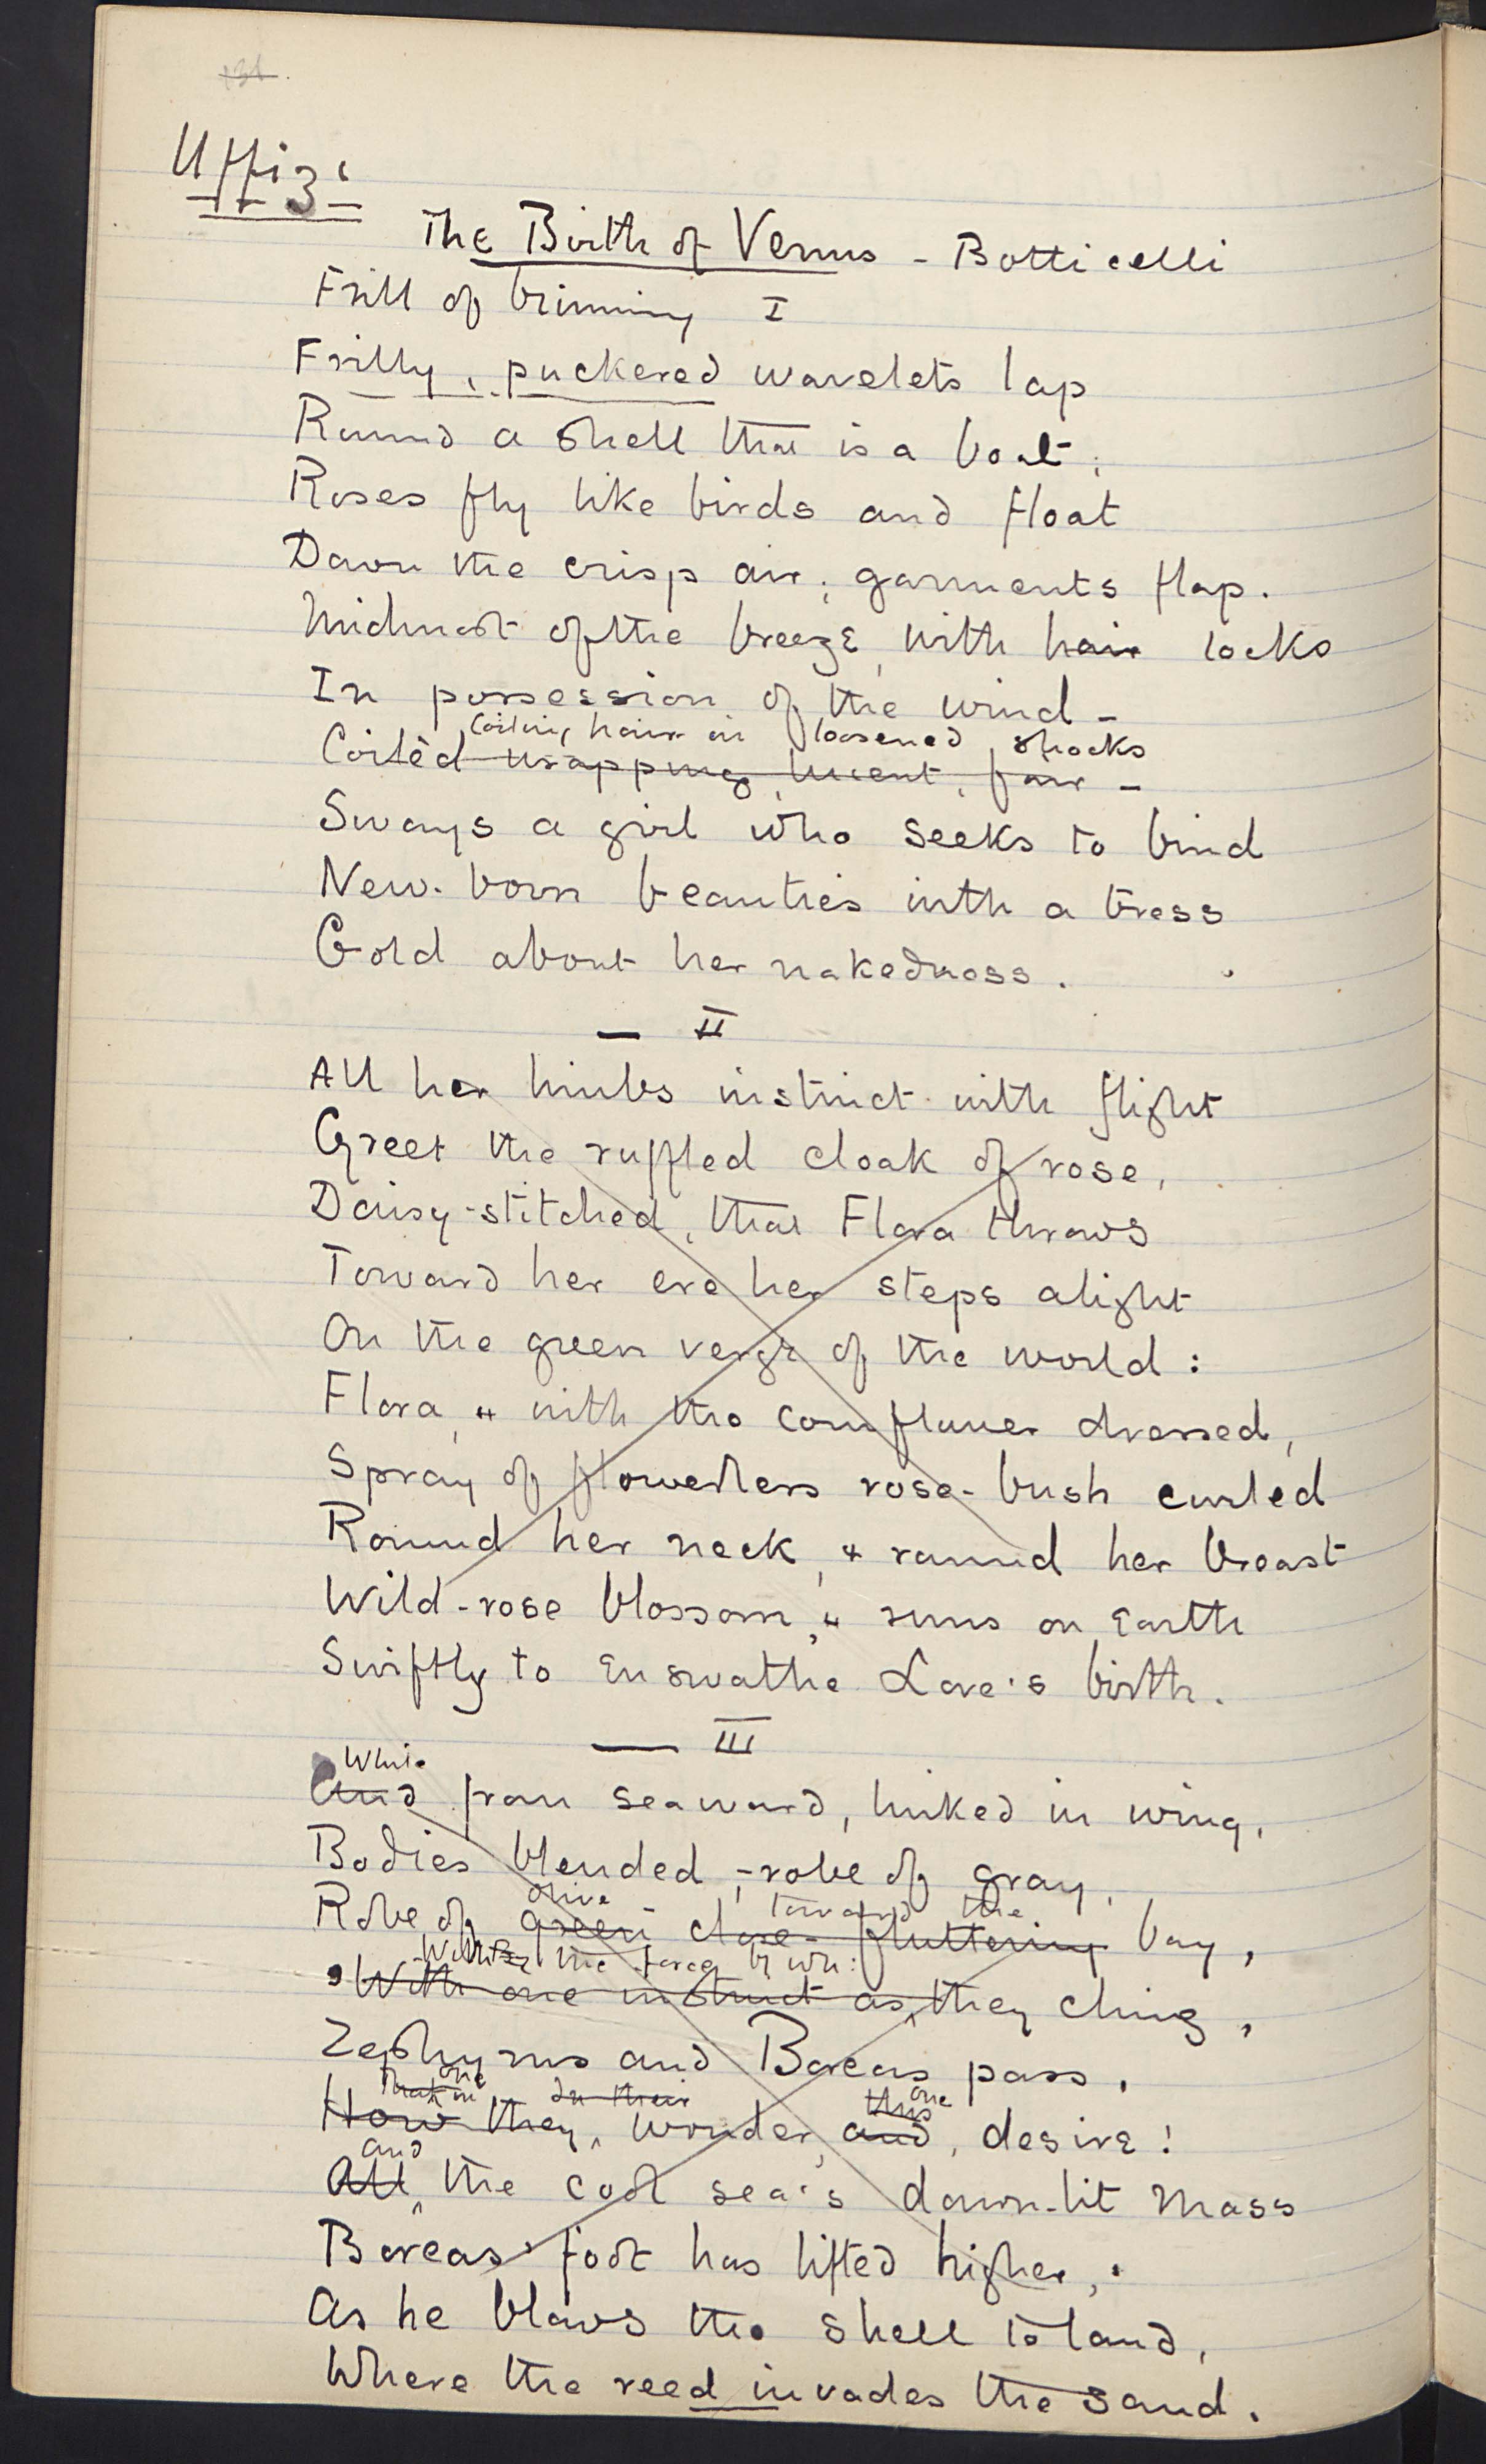 131.
Uffizi
The Birth of Venus - Botticelli
Frill of brimming I
Frilly, puckered wavelets lap
Round a shell that is a boat;
Roses fly like birds and float
Down the crisp air; garments flap.
Midmost of the breeze, with hair locks
In possession of the wind -
Coiling hair in loosened shocks
Coilèd wrapping, lucent, fair -
Sways a girl who seeks to bind
New-born beauties with a tress
Gold about her nakedness.
- II
All her limbs instinct with flight
Greet the ruffled cloak of rose,
Daisy-stitched, that Flora throws
Toward her ere her steps alight
On the green verge of the world:
Flora, & with the cornflower dressed,
Spray of flowerless rose-bush curled
Round her neck, & round her breast
Wild-rose blossom, & runs on Earth
Swiftly to enswathe Love's birth.
— III
While
And from seaward, linked in wing,
Bodies blended, - robe of gray,
olive toward the
Robe of green close-fluttering bay,
the force by wh:
With one instinct as, they cling,
Zephyrus and Boreas pass,
That one in In their this one
How they, wonder, and, desire!
and
All, the cool sea's dawn-lit mass
Boreas' foot has lifted higher,
As he blows the shell to land,
Where the reed invades the sand.